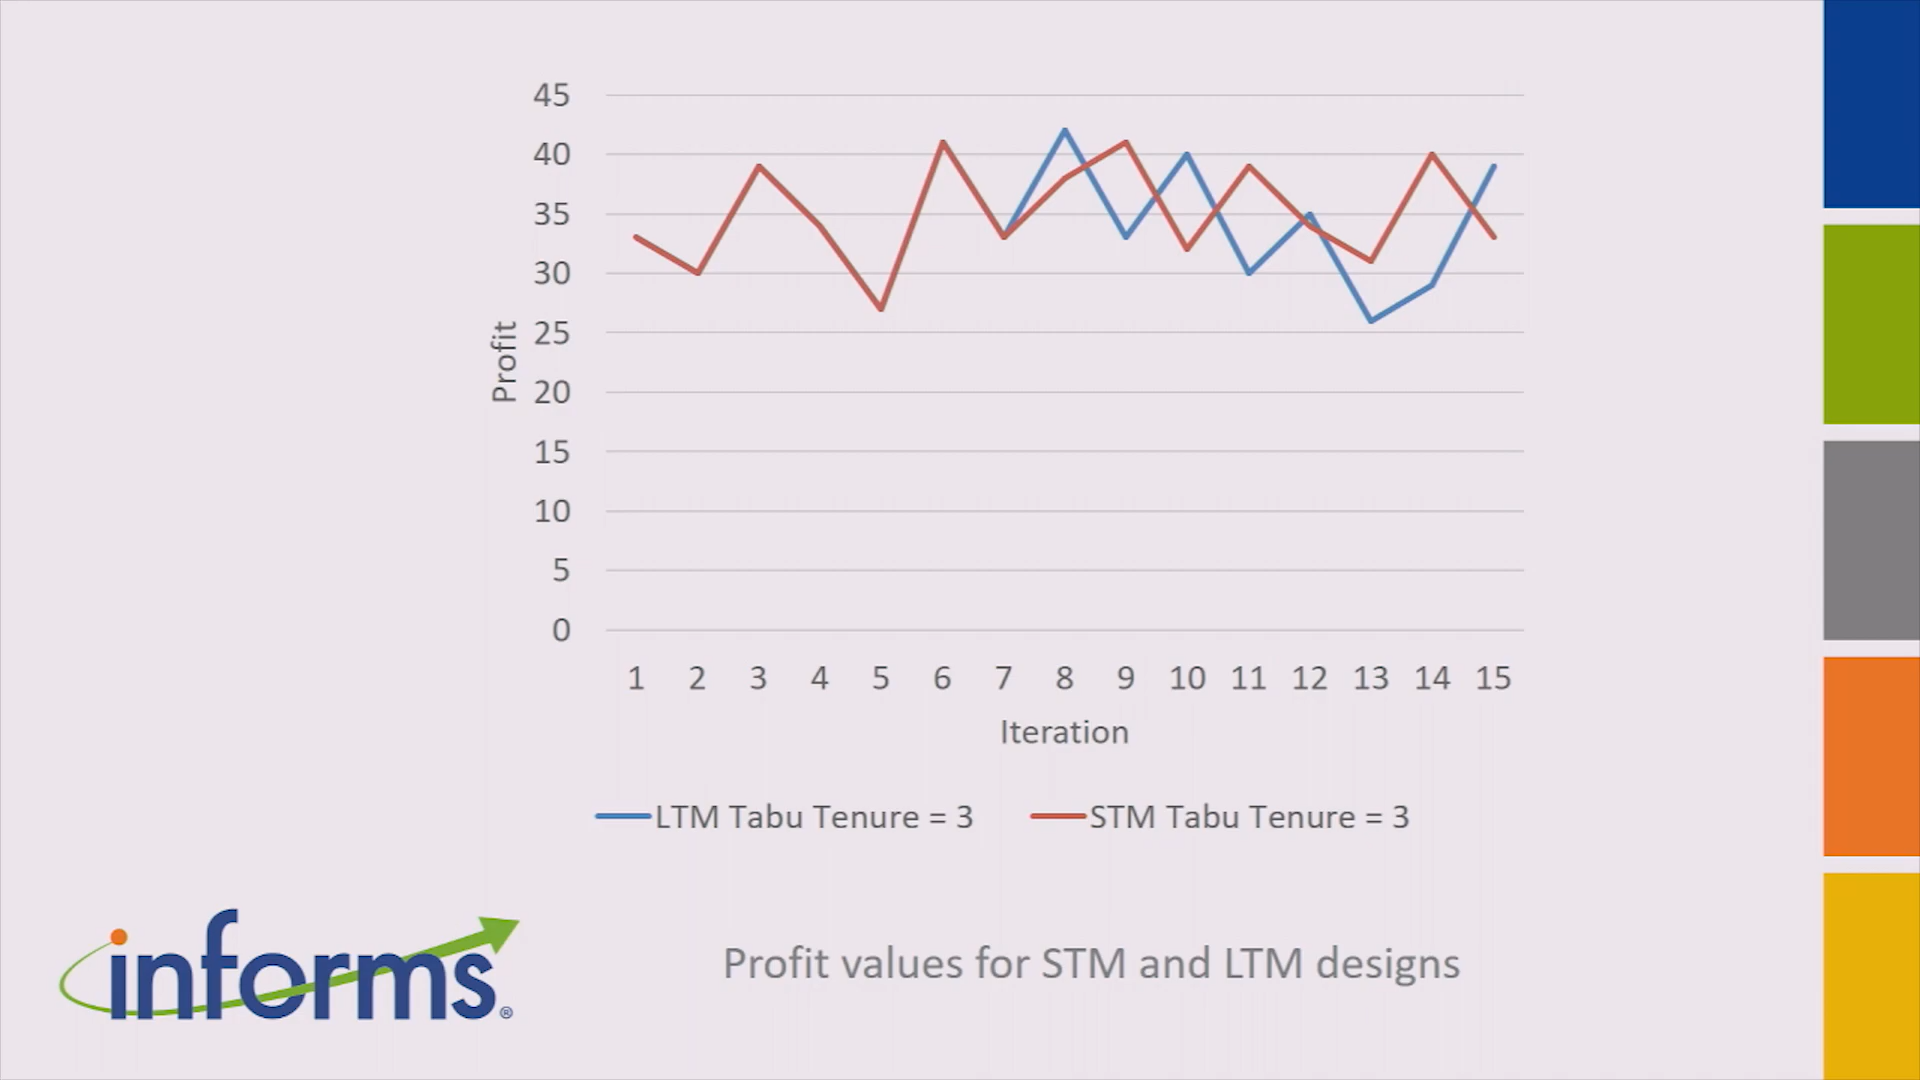 45
40
35
30
25
20
15
10
5
0
Profit
1 2 3 4 5 6 7 8 9 10 11 12 13 14 15
Iteration
LTM Tabu Tenure = 3 STM Tabu Tenure = 3
informs®
Profit values for STM and LTM designs